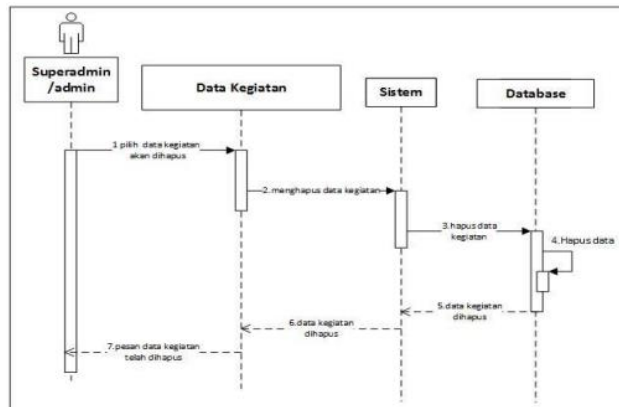 Superadmin
/admin
Data Kegiatan
Sistem
Database
1 pilih data kegiatan
akan dihapus
2. menghapus data kegiatan
3.hapus data
kegiatan
4.Hapus data
5.data kegiatan
dihapus
6.data kegiatan
dihapus
7.pesan data kegiatan
telah dihapus